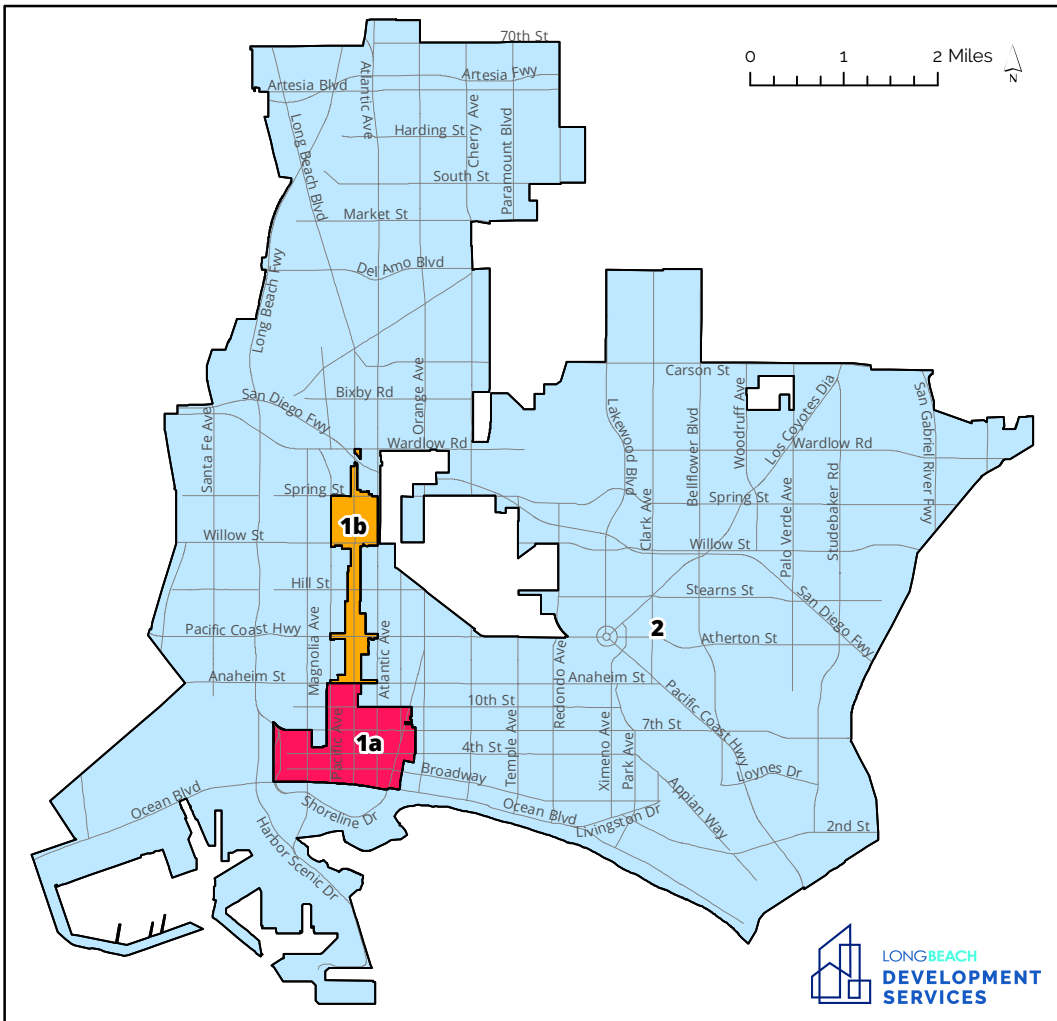 70th St
0 1 2 Miles
N
Artesia Fwy
Artesia Blvd
Atlantic Ave
Cherry Ave
Paramount Blvd
Harding St
Long Beach Blvd
South St
Market St
Del Amo Blvd
Long Beach Fwy
Carson St
Bixby Rd
Orange Ave
San Diego Fwy
Santa Fe Ave
Wardlow Rd
Lakewood Blvd
Bellflower Blvd
Woodruff Ave
Los Coyotes Dia
San Gabriel River Fwy
Wardlow Rd
Spring St
Spring St
Clark Ave
Palo Verde Ave
Studebaker Rd
1b
Willow St
Willow St
Hill St
Stearns St
San Diego Fwy
Pacific Coast Hwy
Magnolia Ave
Atlantic Ave
2
Atherton St
Redondo Ave
Anaheim St
Anaheim St
Pacific Coast Hwy
10th St
7th St
Pacific Ave
1a
4th St
Temple Ave
Ximeno Ave
Park Ave
Broadway
Loynes Dr
Appian Way
Ocean Blvd
Shoreline Dr
Ocean Blvd
Livingston Dr
2nd St
Harbor Scenic Dr
LONGBEACH
DEVELOPMENT
SERVICES